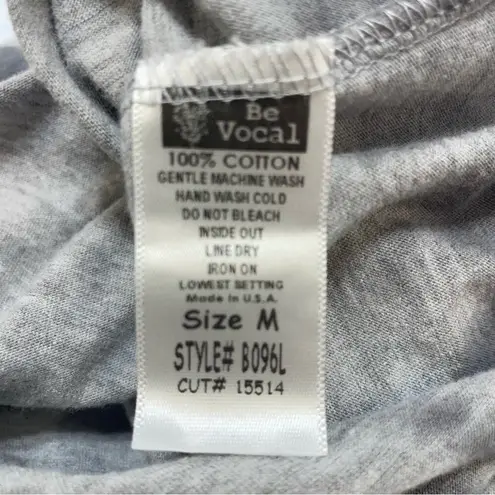 Be
Vocal
100% COTTON
GENTLE MACHINE WASH
HAND WASH COLD
DO NOT BLEACH
INSIDE OUT
LINE DRY
IRON ON
LOWEST SETTING
Made in U.S.A.
Size M
STYLE# B096L
CUT# 15514